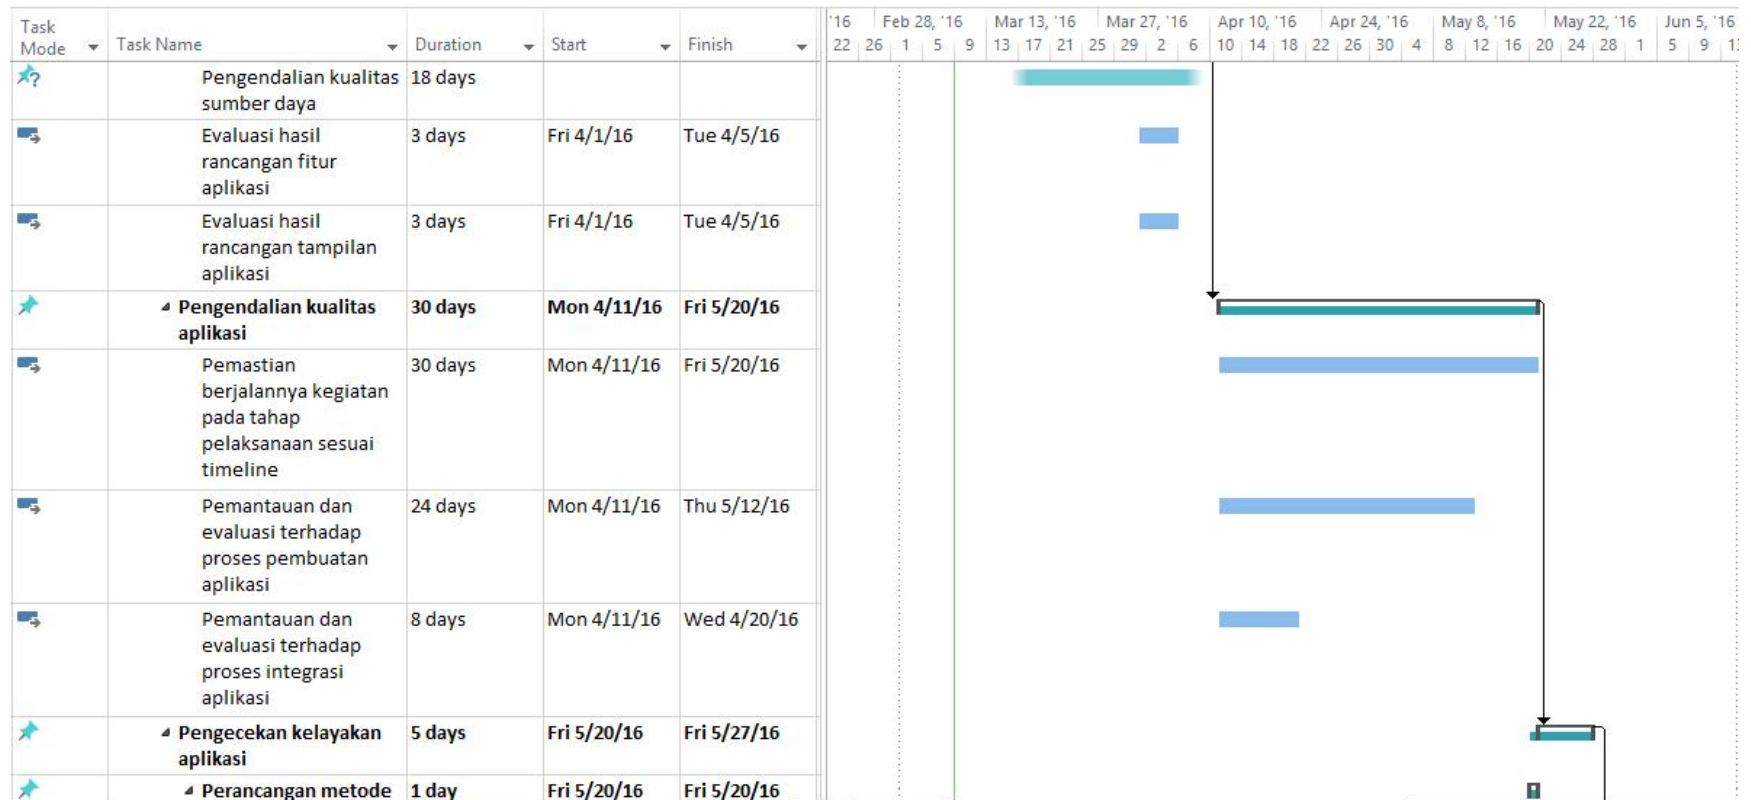 Task
Mode
Task Name
Duration
Start
Finish
'16
Feb 28, '16
Mar 13, '16
Mar 27, '16
Apr 10, '16
Apr 24, '16
May 8, '16
May 22, '16
Jun 5, '16
22 26 1 5 9 13 17 21 25 29 2 6 10 14 18 22 26 30 4 8 12 16 20 24 28 1 5 9
Pengendalian kualitas
sumber daya
18 days
Evaluasi hasil
rancangan fitur
aplikasi
3 days
Fri 4/1/16
Tue 4/5/16
Evaluasi hasil
rancangan tampilan
aplikasi
3 days
Fri 4/1/16
Tue 4/5/16
Pengendalian kualitas
aplikasi
30 days
Mon 4/11/16
Fri 5/20/16
Pemastian
berjalannya kegiatan
pada tahap
pelaksanaan sesuai
timeline
30 days
Mon 4/11/16
Fri 5/20/16
Pemantauan dan
evaluasi terhadap
proses pembuatan
aplikasi
24 days
Mon 4/11/16
Thu 5/12/16
Pemantauan dan
evaluasi terhadap
proses integrasi
aplikasi
8 days
Mon 4/11/16
Wed 4/20/16
Pengecekan kelayakan
aplikasi
5 days
Fri 5/20/16
Fri 5/27/16
Perancangan metode
1 day
Fri 5/20/16
Fri 5/20/16